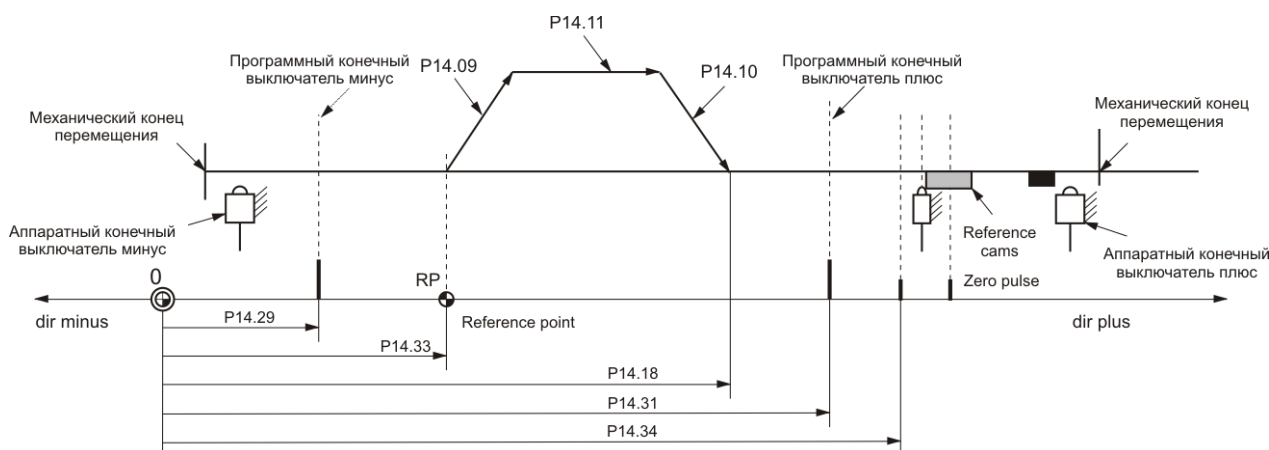 P14.11
Программный конечный
выключатель минус
P14.09
P14.10
Программный конечный
выключатель плюс
Механический конец
перемещения
Механический конец
перемещения
Аппаратный конечный
выключатель минус
Reference
cams
Аппаратный конечный
выключатель плюс
0
RP
Zero pulse
dir minus
P14.29
Reference point
dir plus
P14.33
P14.18
P14.31
P14.34